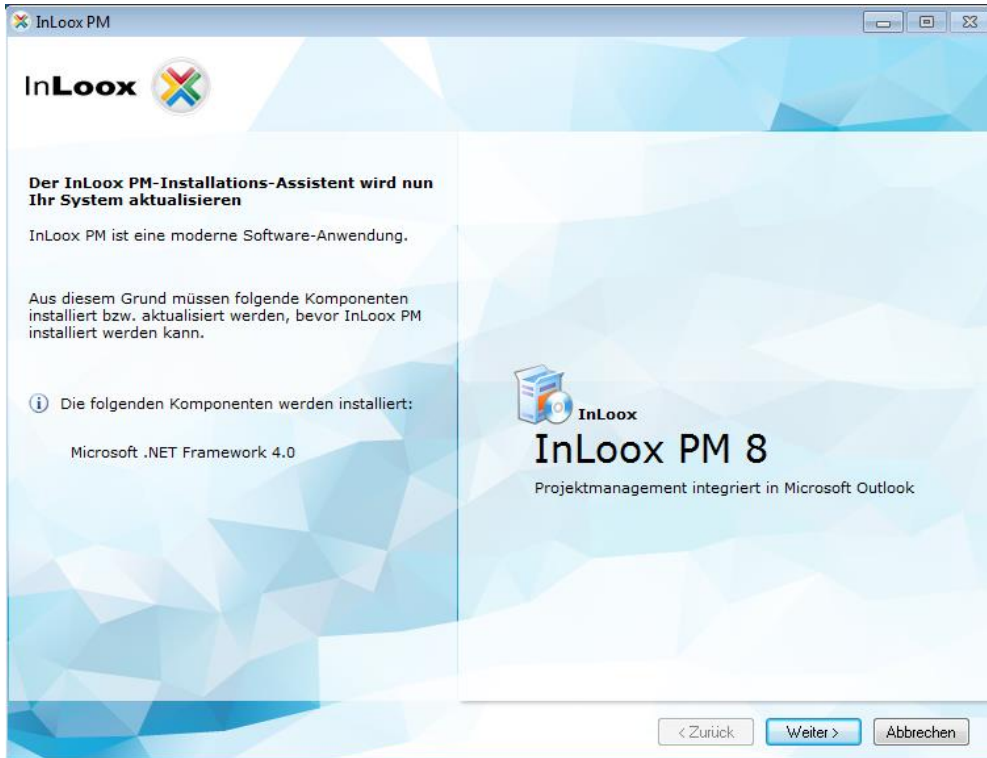 InLoox PM
InLoox
Der InLoox PM-Installations-Assistent wird nun
Ihr System aktualisieren
InLoox PM ist eine moderne Software-Anwendung.
Aus diesem Grund müssen folgende Komponenten
installiert bzw. aktualisiert werden, bevor InLoox PM
installiert werden kann.
Die folgenden Komponenten werden installiert:
Microsoft .NET Framework 4.0
InLoox
InLoox PM 8
Projektmanagement integriert in Microsoft Outlook
< Zurück
Weiter >
Abbrechen